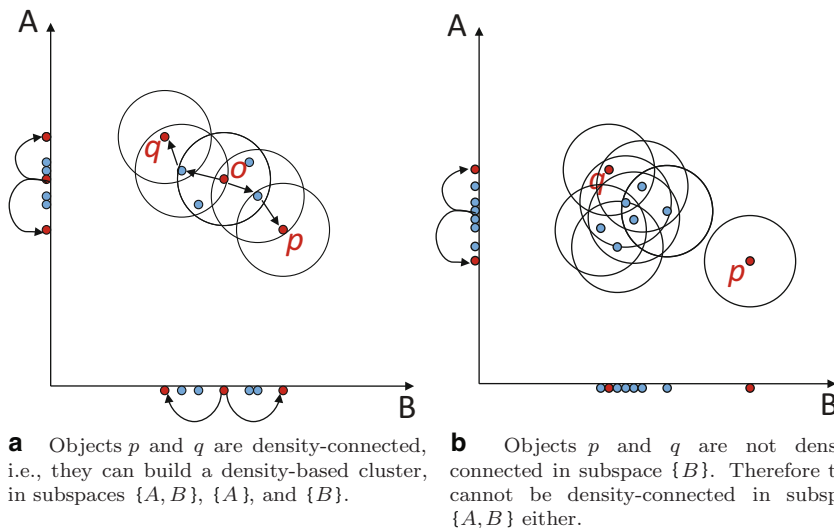 A
q
o
p
B
A
q
p
B
a Objects p and q are density-connected,
i.e., they can build a density-based cluster,
in subspaces {A, B}, {A}, and {B}.
b Objects p and q are not dens
connected in subspace {B}. Therefore t
cannot be density-connected in subsp
{A, B} either.